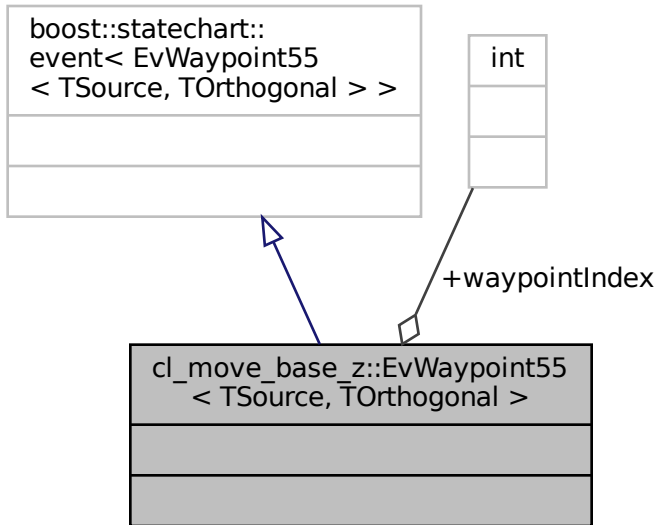 boost::statechart::
event< EvWaypoint55
< TSource, TOrthogonal > >
int
+waypointIndex
cl_move_base_z::EvWaypoint55
< TSource, TOrthogonal >